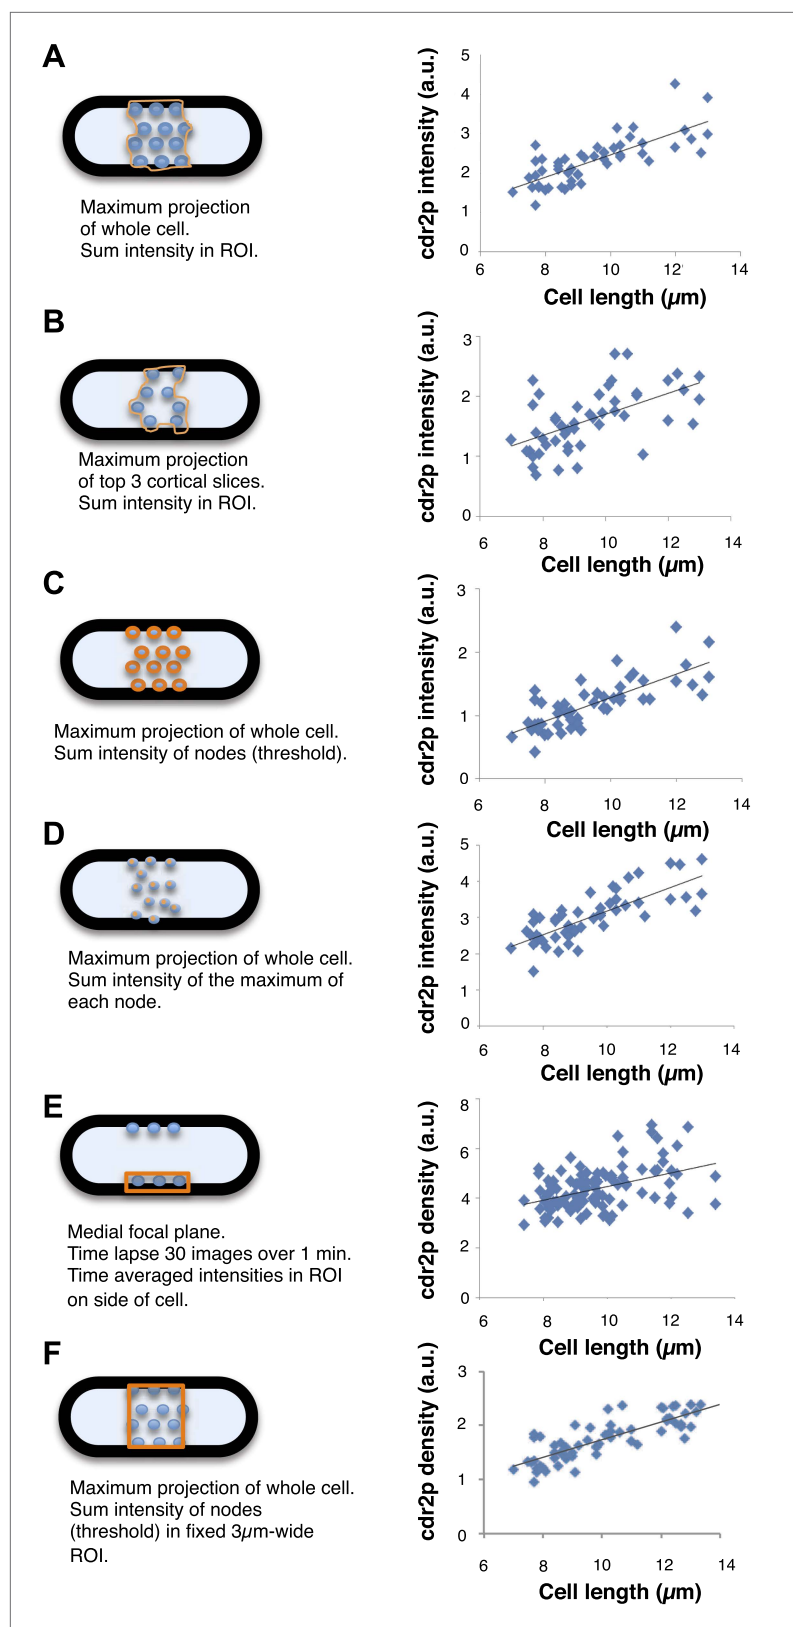 A
Maximum projection
of whole cell.
Sum intensity in ROI.
cdr2p intensity (a.u.)
5
4
3
2
1
0
6 8 10 12 14
Cell length (µm)
B
Maximum projection
of top 3 cortical slices.
Sum intensity in ROI.
cdr2p intensity (a.u.)
3
2
1
0
6 8 10 12 14
Cell length (µm)
C
Maximum projection of whole cell.
Sum intensity of nodes (threshold).
cdr2p intensity (a.u.)
3
2
1
0
6 8 10 12 14
Cell length (µm)
D
Maximum projection of whole cell.
Sum intensity of the maximum of
each node.
cdr2p intensity (a.u.)
5
4
3
2
1
0
6 8 10 12 14
Cell length (µm)
E
Medial focal plane.
Time lapse 30 images over 1 min.
Time averaged intensities in ROI
on side of cell.
cdr2p density (a.u.)
8
6
4
2
0
6 8 10 12 14
Cell length (µm)
F
Maximum projection of whole cell.
Sum intensity of nodes
(threshold) in fixed 3µm-wide
ROI.
cdr2p density (a.u.)
3
2
1
0
6 8 10 12 14
Cell length (µm)